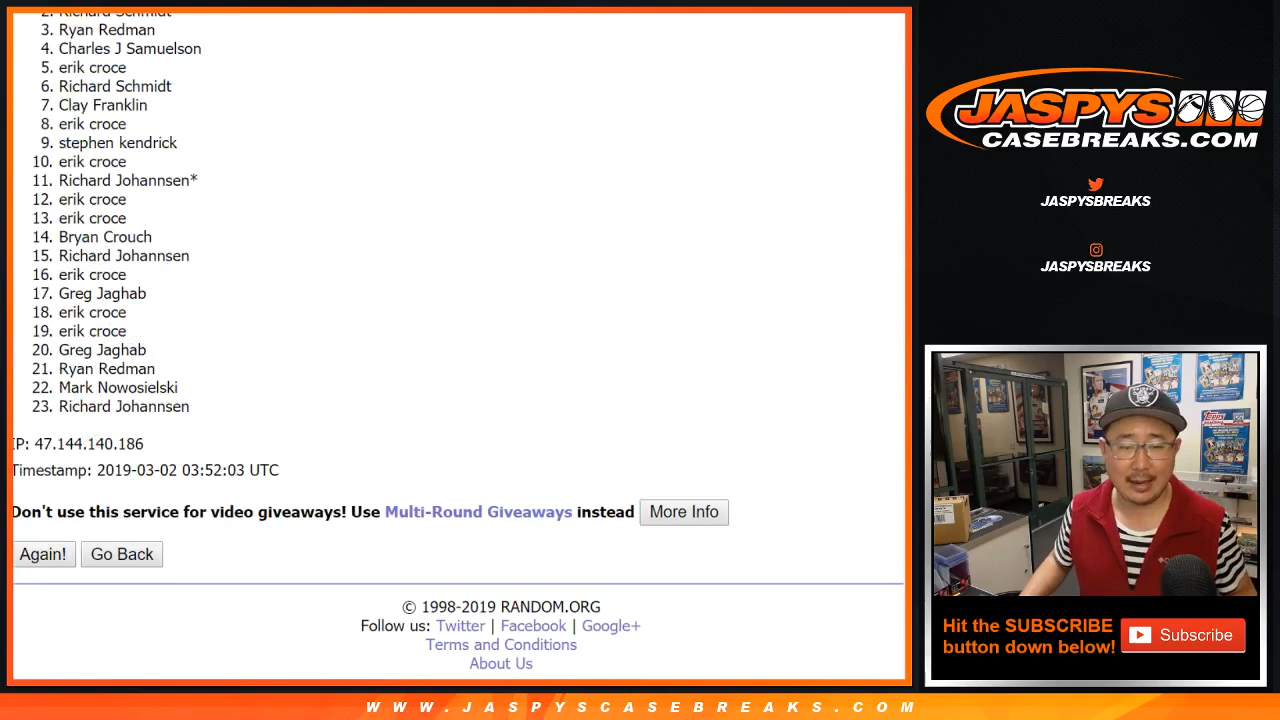 2. Richard Schmidt
3. Ryan Redman
4. Charles J Samuelson
5. erik croce
6. Richard Schmidt
7. Clay Franklin
8. erik croce
9. stephen kendrick
10. erik croce
11. Richard Johannsen*
12. erik croce
13. erik croce
14. Bryan Crouch
15. Richard Johannsen
16. erik croce
17. Greg Jaghab
18. erik croce
19. erik croce
20. Greg Jaghab
21. Ryan Redman
22. Mark Nowosielski
23. Richard Johannsen
IP: 47.144.140.186
Timestamp: 2019-03-02 03:52:03 UTC
Don't use this service for video giveaways! Use Multi-Round Giveaways instead More Info
Again! Go Back
© 1998-2019 RANDOM.ORG
Follow us: Twitter | Facebook | Google+
Terms and Conditions
About Us
JASPYS
CASEBREAKS.COM
JASPYSBREAKS
JASPYSBREAKS
Hit the SUBSCRIBE
button down below!
Subscribe
WWW.JASPYSCASEBREAKS.COM